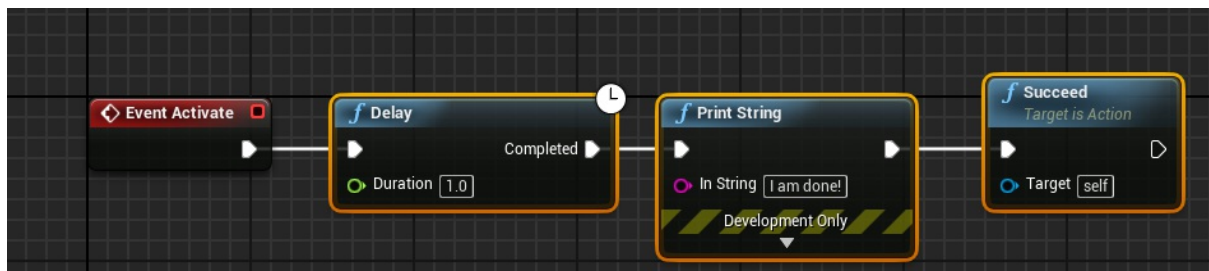 Event Activate
f Delay
Completed
Duration 1.0
f Print String
In String I am done!
Development Only
f Succeed
Target is Action
Target self